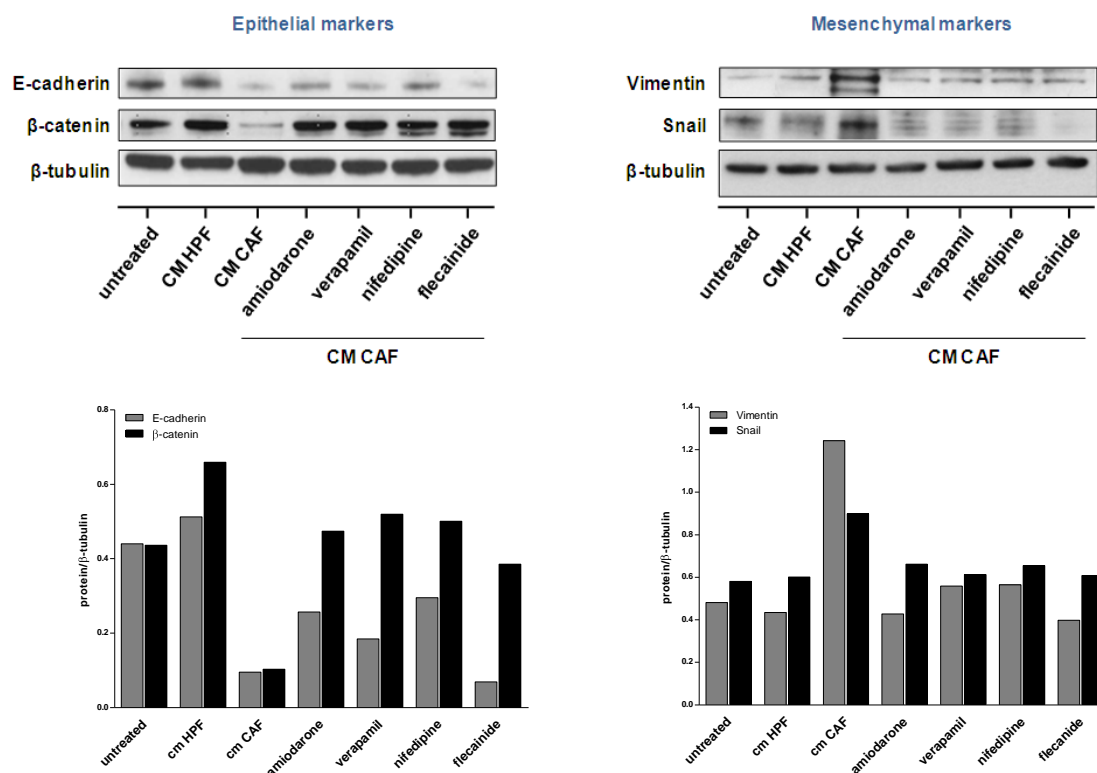 Epithelial markers
E-cadherin
β-catenin
β-tubulin
untreated
CM HPF
CM CAF
amiodarone
verapamil
nifedipine
flecainide
CM CAF
Mesenchymal markers
Vimentin
Snail
β-tubulin
untreated
CM HPF
CM CAF
amiodarone
verapamil
nifedipine
flecainide
CM CAF
E-cadherin
β-catenin
protein/β-tubulin
0.8
0.6
0.4
0.2
0.0
untreated
cm HPF
cm CAF
amiodarone
verapamil
nifedipine
flecainide
Vimentin
Snail
protein/β-tubulin
1.4
1.2
1.0
0.8
0.6
0.4
0.2
0.0
untreated
cm HPF
cm CAF
amiodarone
verapamil
nifedipine
flecanide